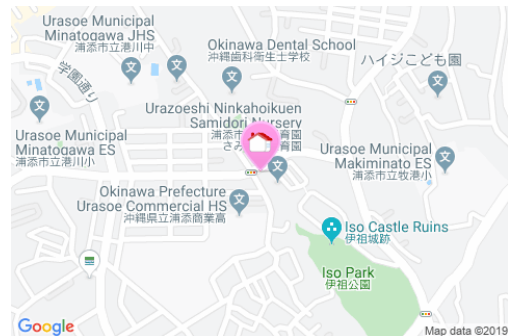 Urasoe Municipal
Minatogawa JHS
浦添市立港川中
Okinawa Dental School
沖縄歯科衛生士学校
ハイジこども園
学園通り
Urazoeshi Ninkahoikuen
Samidori Nursery
浦添市
育園
さみ
育園
Urasoe Municipal
Minatogawa ES
浦添市立港川小
Urasoe Municipal
Makiminato ES
浦添市立牧港小
Okinawa Prefecture
Urasoe Commercial HS
沖縄県立浦添商業高
Iso Castle Ruins
伊祖城跡
Iso Park
伊祖公園
Google
Map data ©2019